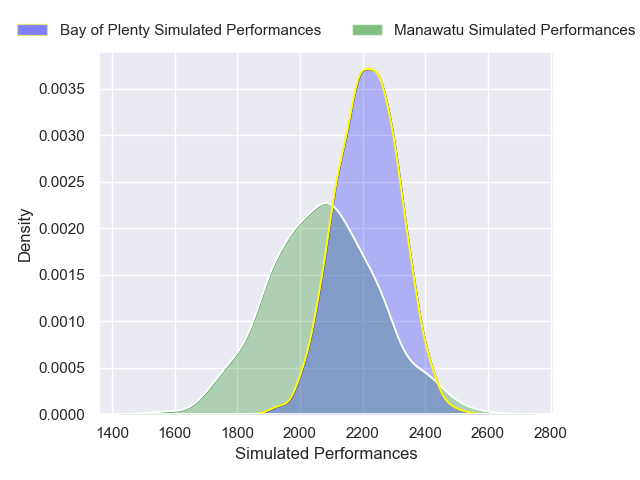 Bay of Plenty Simulated Performances
Manawatu Simulated Performances
0.0035
0.0030
0.0025
0.0020
0.0015
0.0010
0.0005
0.0000
Density
1400 1600 1800 2000 2200 2400 2600 2800
Simulated Performances